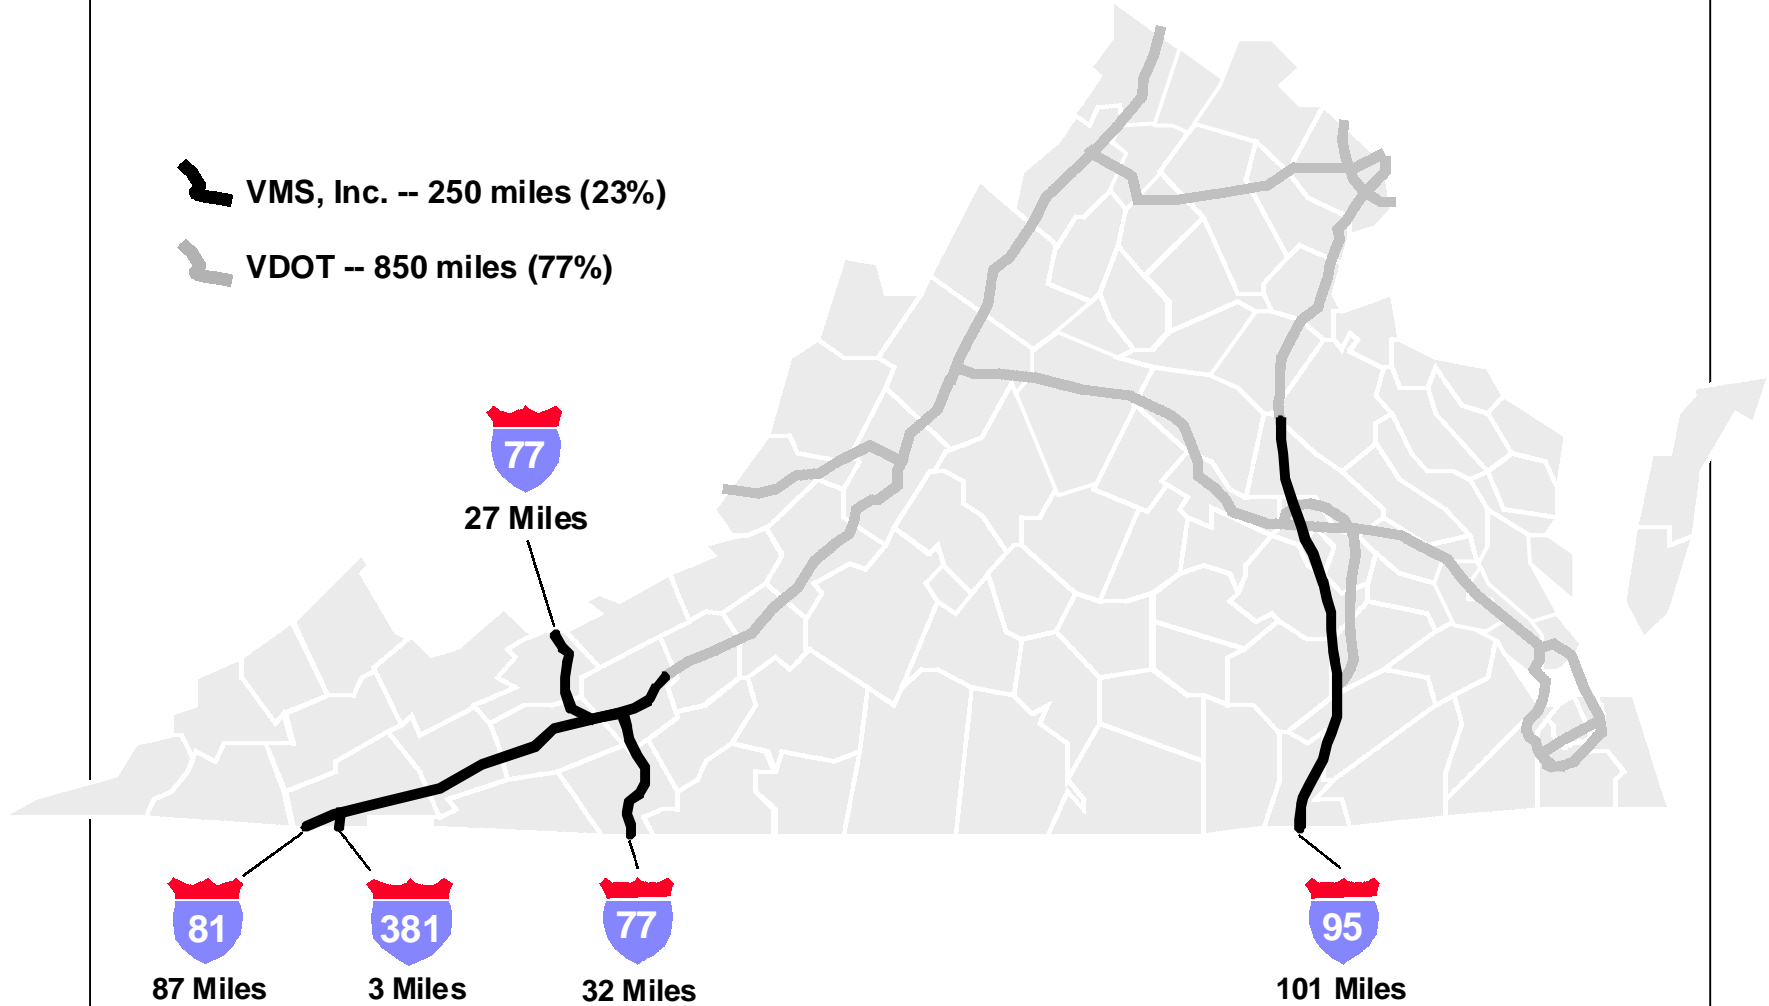 VMS, Inc. -- 250 miles (23%)
VDOT -- 850 miles (77%)
77
27 Miles
81
381
77
95
87 Miles
3 Miles
32 Miles
101 Miles